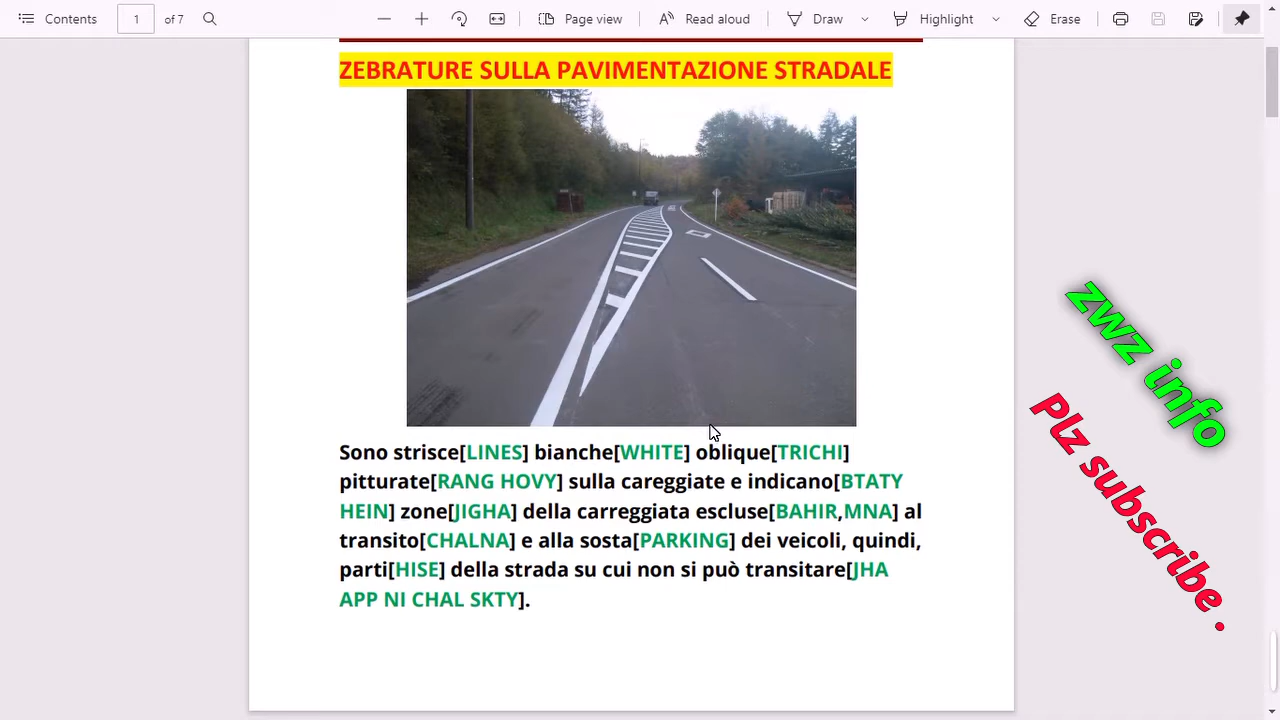 Contents
1
of 7
Page view
Read aloud
Draw
Highlight
Erase
ZEBRATURE SULLA PAVIMENTAZIONE STRADALE
Sono strisce[LINES] bianche[WHITE] oblique[TRICHI]
pitturate[RANG HOVY] sulla careggiate e indicano[BTATY
HEIN] zone[JIGHA] della carreggiata escluse[BAHIR,MNA] al
transito[CHALNA] e alla sosta[PARKING] dei veicoli, quindi,
parti[HISE] della strada su cui non si può transitare[JHA
APP NI CHAL SKTY].
zwz info
Plz subscribe .